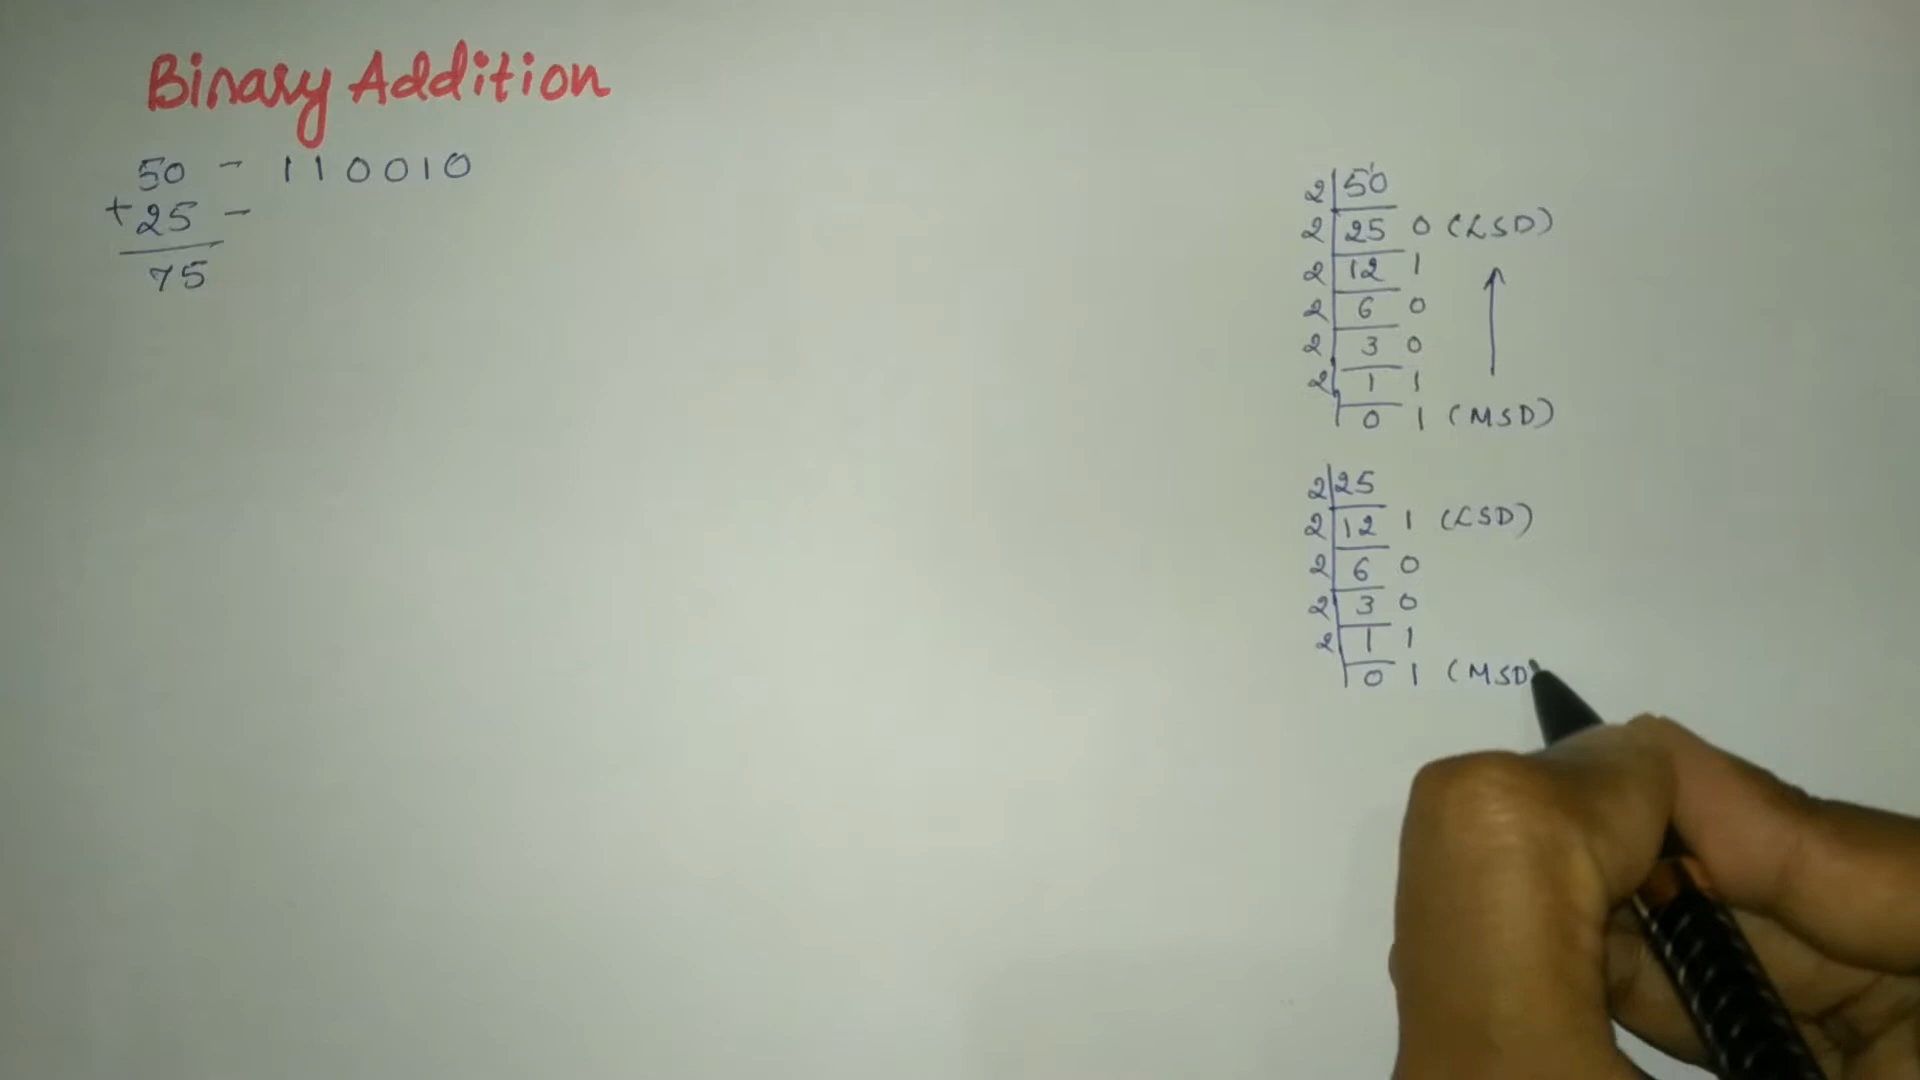 Binary Addition
50 - 110010
+ 25 -
75
2 50
2 25 0 (LSD)
2 12 1
2 6 0
2 3 0
2 1 1
0 1 (MSD)
2 25
2 12 1 (LSD)
2 6 0
2 3 0
2 1 1
0 1 (MSD